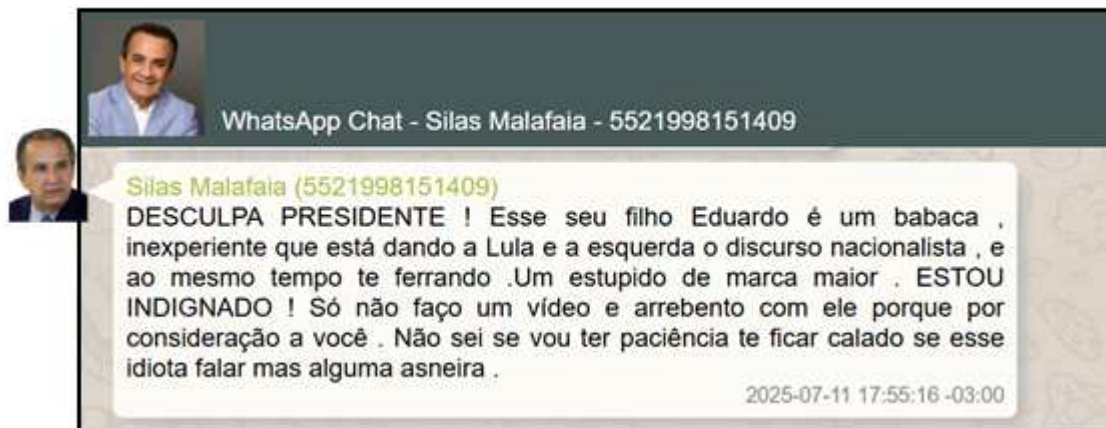 WhatsApp Chat - Silas Malafaia - 5521998151409
Silas Malafaia (5521998151409)
DESCULPA PRESIDENTE ! Esse seu filho Eduardo é um babaca ,
inexperiente que está dando a Lula e a esquerda o discurso nacionalista , e
ao mesmo tempo te ferrando .Um estupido de marca maior . ESTOU
INDIGNADO ! Só não faço um vídeo e arrebento com ele porque por
consideração a você . Não sei se vou ter paciência te ficar calado se esse
idiota falar mas alguma asneira .
2025-07-11 17:55:16 -03:00